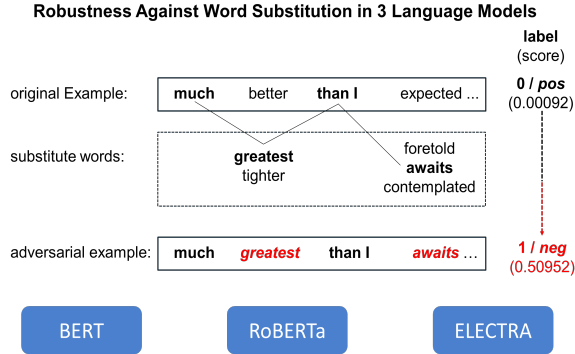 Robustness Against Word Substitution in 3 Language Models
label
(score)
original Example: much better than I expected ... 0 / pos
(0.00092)
substitute words: greatest
tighter
foretold
awaits
contemplated
adversarial example: much greatest than I awaits ... 1 / neg
(0.50952)
BERT RoBERTa ELECTRA